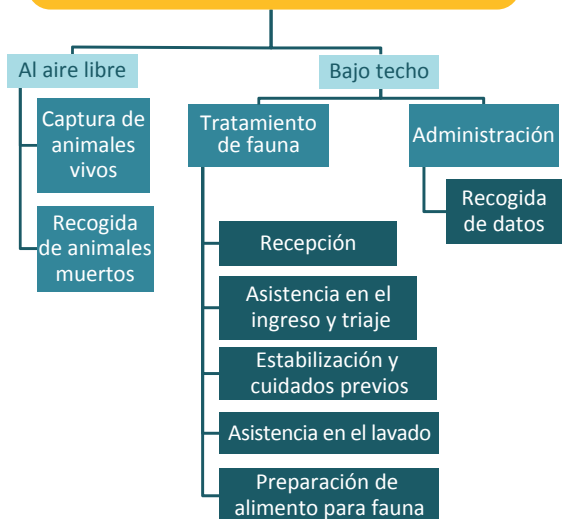 Al aire libre
Bajo techo
Captura de
animales
vivos
Recogida
de animales
muertos
Tratamiento
de fauna
Recepción
Asistencia en el
ingreso y triaje
Estabilización y
cuidados previos
Asistencia en el lavado
Preparación de
alimento para fauna
Administración
Recogida
de datos